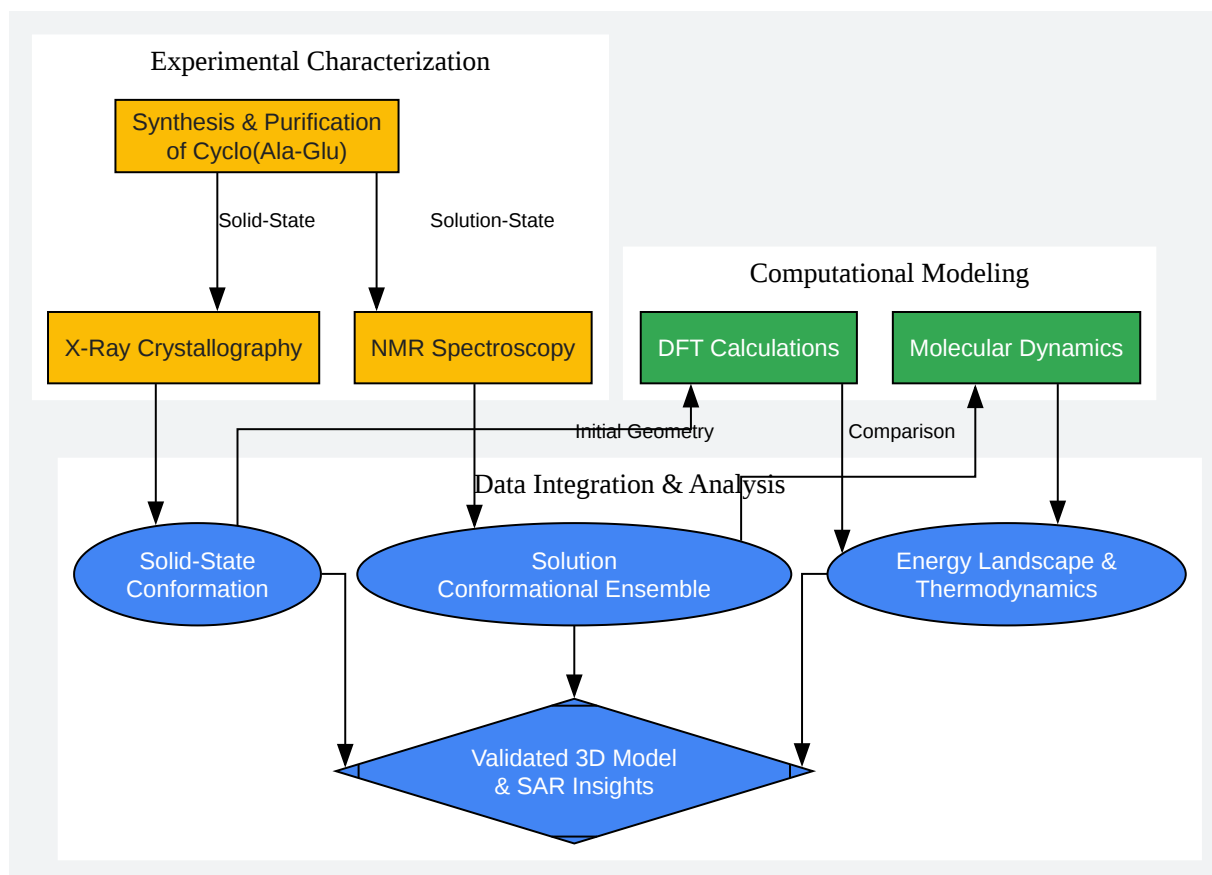 Experimental Characterization
Synthesis & Purification
of Cyclo(Ala-Glu)
Solid-State
Solution-State
Computational Modeling
X-Ray Crystallography
NMR Spectroscopy
DFT Calculations
Molecular Dynamics
Initial Geometry
Comparison
Data Integration & Analysis
Solid-State
Conformation
Solution
Conformational Ensemble
Energy Landscape &
Thermodynamics
Validated 3D Model
& SAR Insights